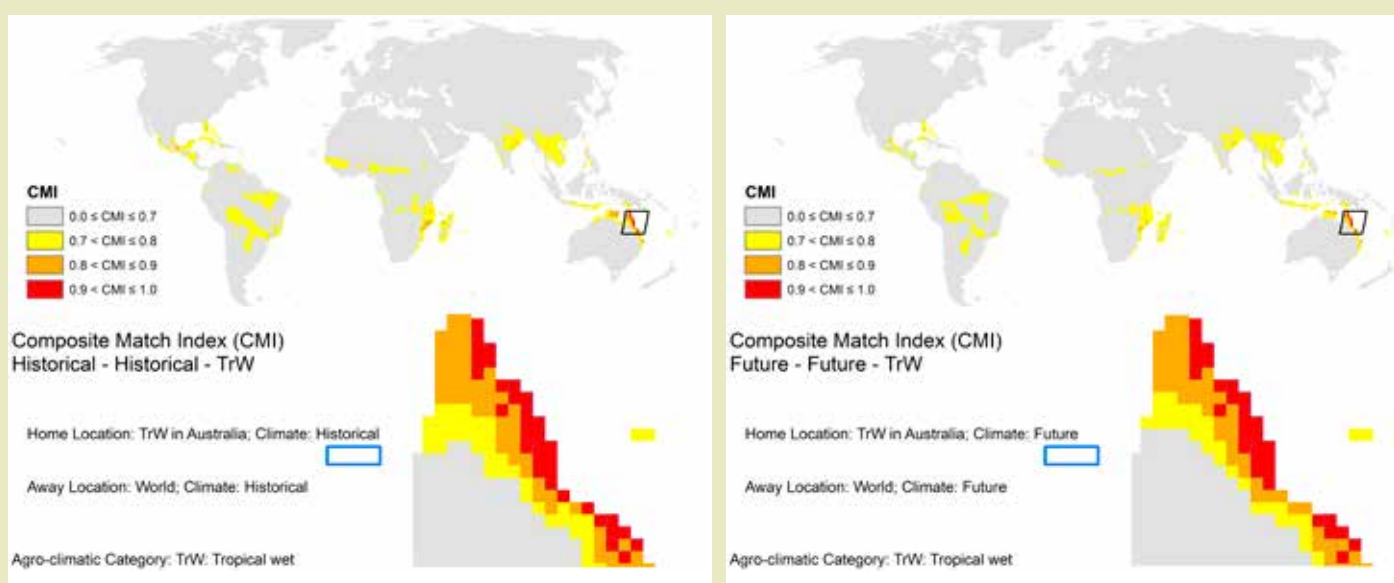 CMI
0.0 ≤ CMI ≤ 0.7
0.7 < CMI ≤ 0.8
0.8 < CMI ≤ 0.9
0.9 < CMI ≤ 1.0
Composite Match Index (CMI)
Historical - Historical - TrW
Home Location: TrW in Australia; Climate: Historical
Away Location: World; Climate: Historical
Agro-climatic Category: TrW: Tropical wet
CMI
0.0 ≤ CMI ≤ 0.7
0.7 < CMI ≤ 0.8
0.8 < CMI ≤ 0.9
0.9 < CMI ≤ 1.0
Composite Match Index (CMI)
Future - Future - TrW
Home Location: TrW in Australia; Climate: Future
Away Location: World; Climate: Future
Agro-climatic Category: TrW: Tropical wet